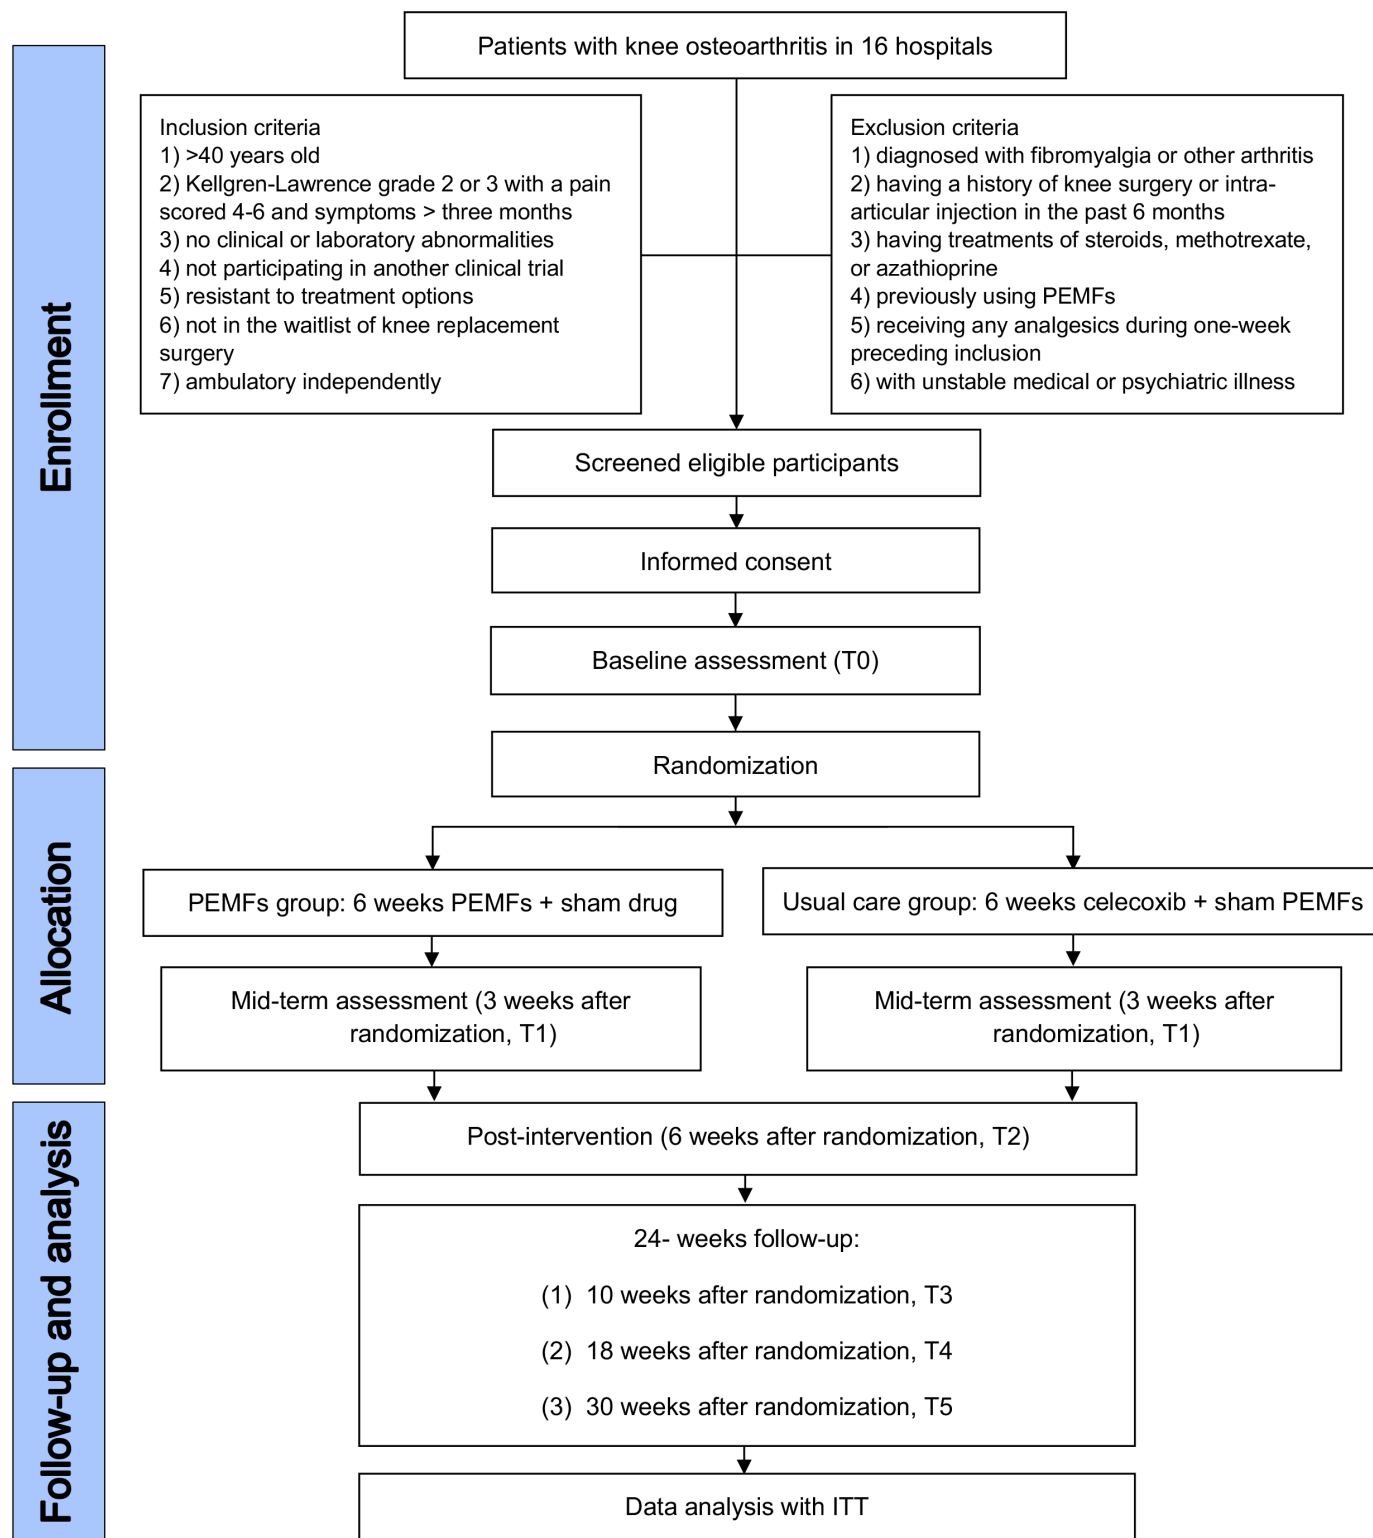 Patients with knee osteoarthritis in 16 hospitals
Enrollment
Inclusion criteria
1) >40 years old
2) Kellgren-Lawrence grade 2 or 3 with a pain
scored 4-6 and symptoms > three months
3) no clinical or laboratory abnormalities
4) not participating in another clinical trial
5) resistant to treatment options
6) not in the waitlist of knee replacement
surgery
7) ambulatory independently
Exclusion criteria
1) diagnosed with fibromyalgia or other arthritis
2) having a history of knee surgery or intra-
articular injection in the past 6 months
3) having treatments of steroids, methotrexate,
or azathioprine
4) previously using PEMFs
5) receiving any analgesics during one-week
preceding inclusion
6) with unstable medical or psychiatric illness
Screened eligible participants
Informed consent
Baseline assessment (T0)
Randomization
Allocation
PEMFs group: 6 weeks PEMFs + sham drug
Usual care group: 6 weeks celecoxib + sham PEMFs
Mid-term assessment (3 weeks after
randomization, T1)
Mid-term assessment (3 weeks after
randomization, T1)
Follow-up and analysis
Post-intervention (6 weeks after randomization, T2)
24- weeks follow-up:
(1) 10 weeks after randomization, T3
(2) 18 weeks after randomization, T4
(3) 30 weeks after randomization, T5
Data analysis with ITT